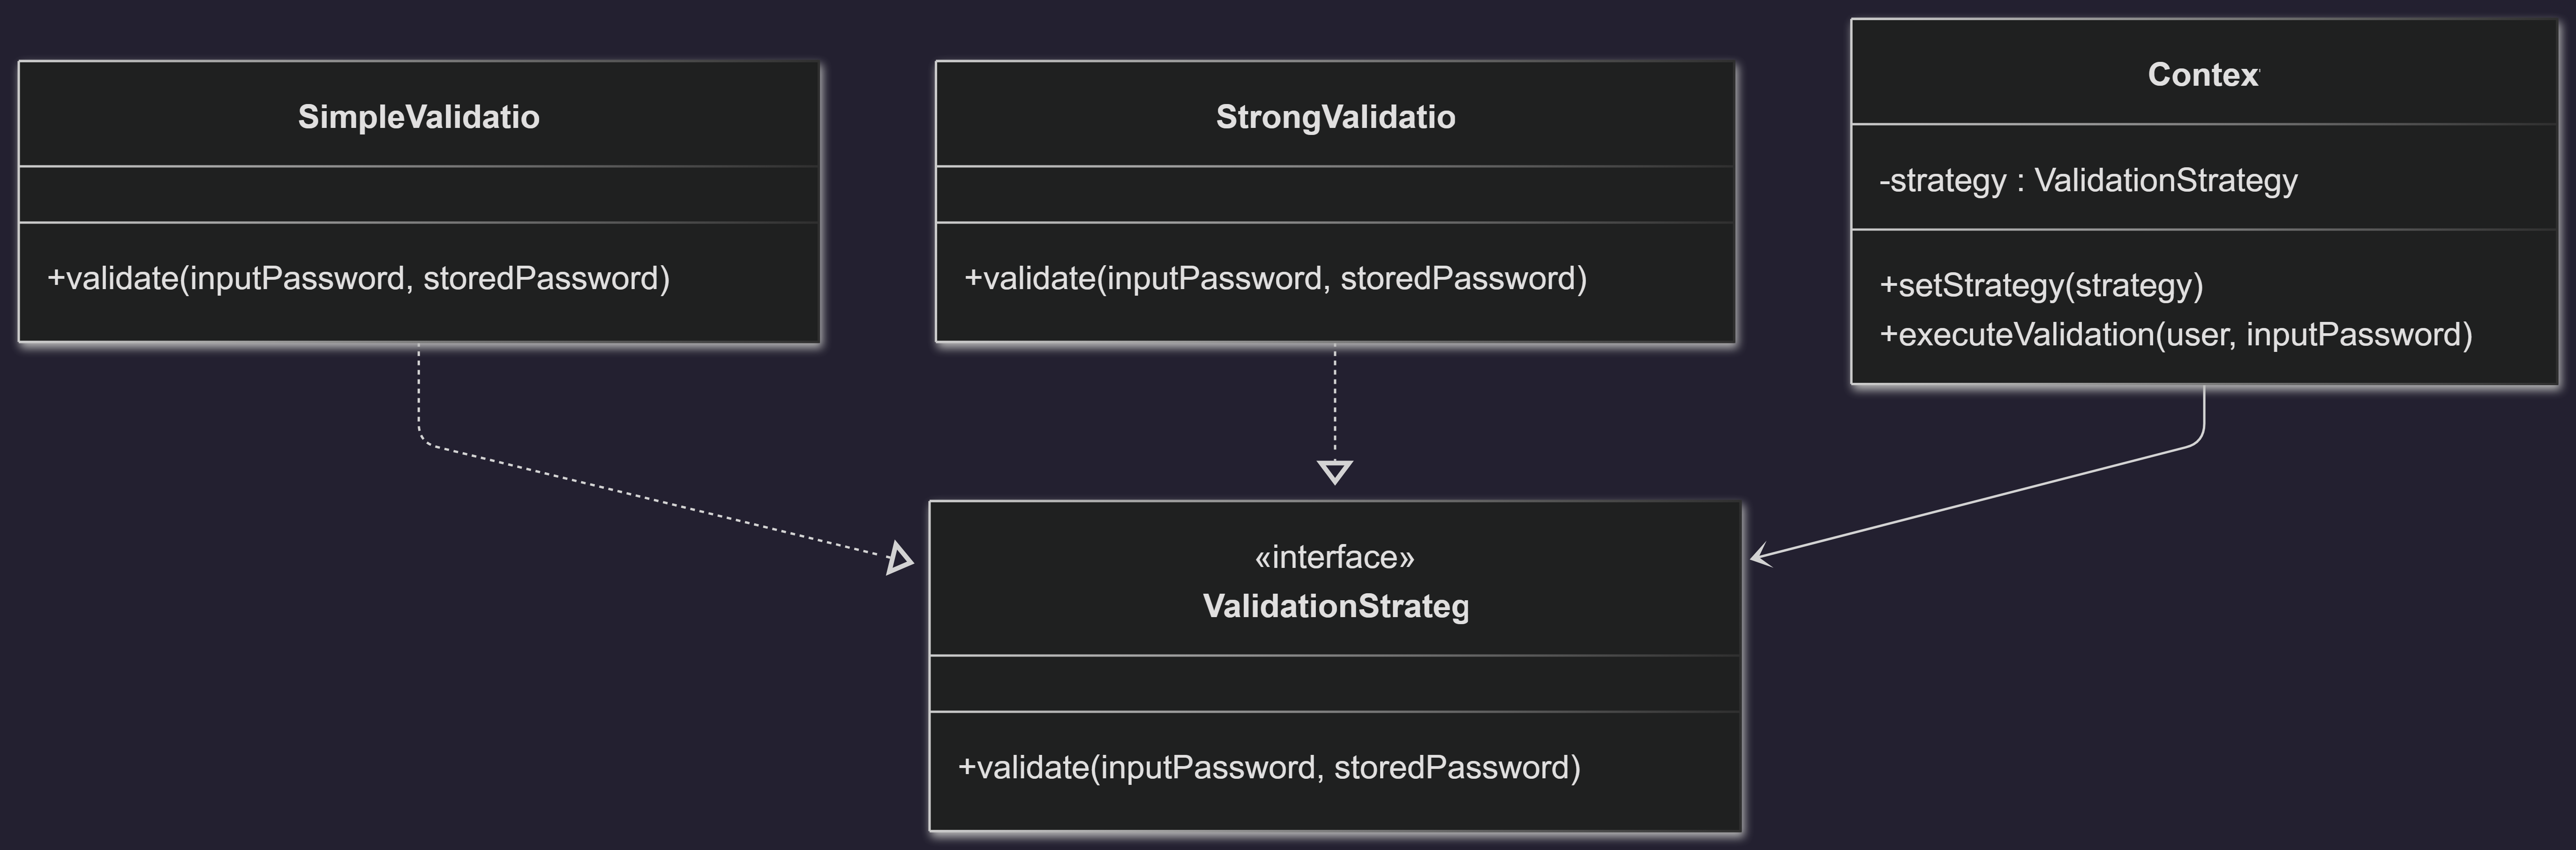 SimpleValidatio
+validate(inputPassword, storedPassword)
StrongValidatio
+validate(inputPassword, storedPassword)
Contex
-strategy : ValidationStrategy
+setStrategy(strategy)
+executeValidation(user, inputPassword)
«interface»
ValidationStrateg
+validate(inputPassword, storedPassword)